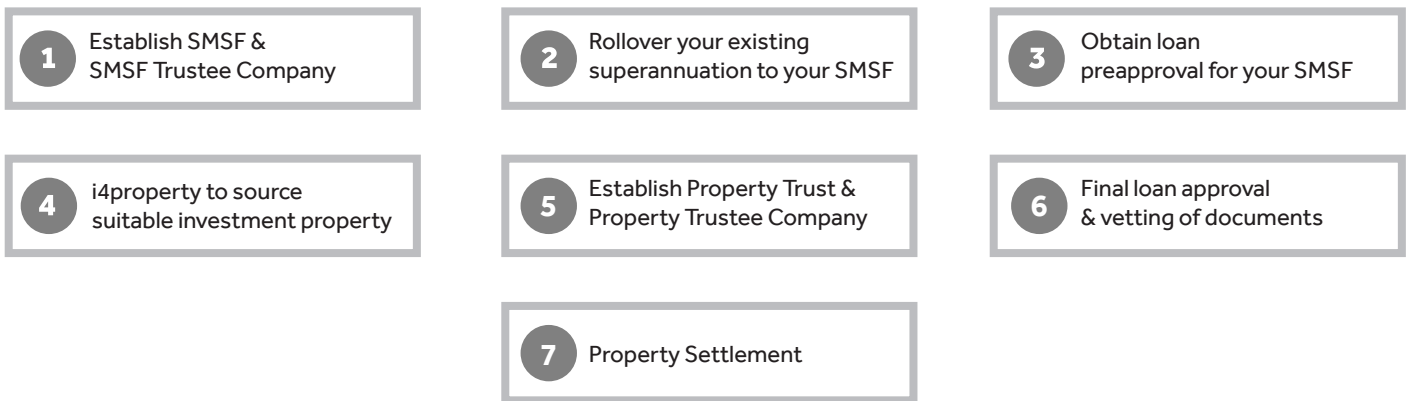 1
Establish SMSF &
SMSF Trustee Company
2
Rollover your existing
superannuation to your SMSF
3
Obtain loan
preapproval for your SMSF
4
i4property to source
suitable investment property
5
Establish Property Trust &
Property Trustee Company
6
Final loan approval
& vetting of documents
7
Property Settlement